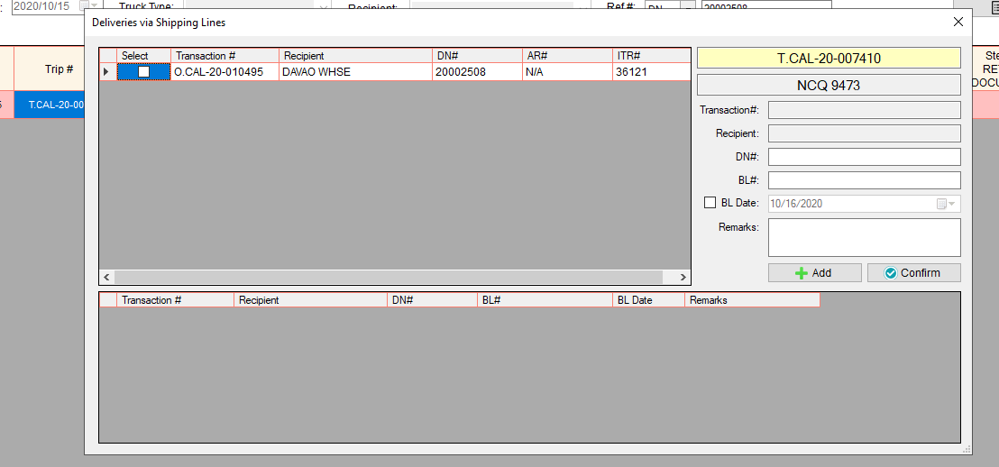 2020/10/15 Truck Type: Recipient: Ref #: DN 20002508
Deliveries via Shipping Lines
Trip #
T.CAL-20-00
Select Transaction # Recipient DN# AR# ITR#
O.CAL-20-010495 DAVAO WHSE 20002508 N/A 36121
T.CAL-20-007410
NCQ 9473
Transaction#:
Recipient:
DN#:
BL#:
BL Date: 10/16/2020
Remarks:
Add Confirm
Transaction # Recipient DN# BL# BL Date Remarks
Ste
RE
DOCU